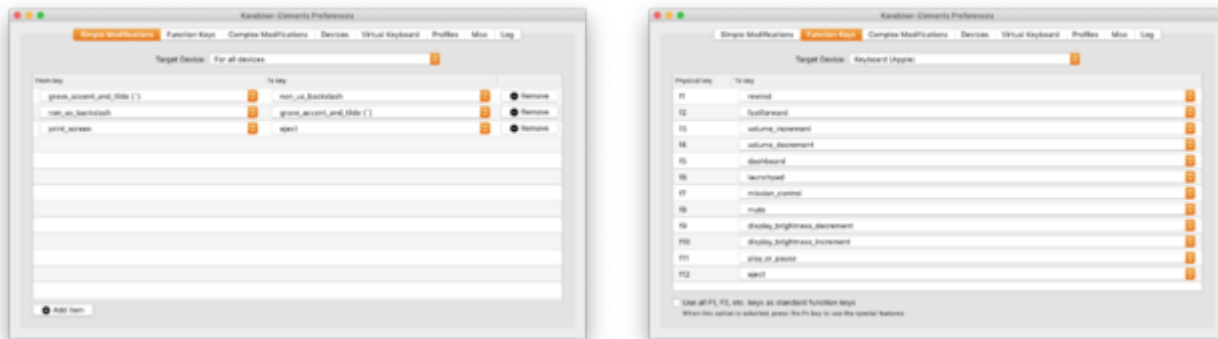 Karabiner-Elements Preferences
Simple Modifications Function Keys Complex Modifications Devices Virtual Keyboard Profiles Misc Log
Target Device: For all devices
From key To key
grave_accent_and_tilde (`) non_us_backslash Remove
non_us_backslash grave_accent_and_tilde (`) Remove
print_screen eject Remove
Add item
Karabiner-Elements Preferences
Simple Modifications Function Keys Complex Modifications Devices Virtual Keyboard Profiles Misc Log
Target Device: Keyboard (Apple)
Physical key To key
f1 rewind
f2 fastforward
f3 volume_increment
volume_decrement
f5 dashboard
f6 launchpad
f7 mission_control
f8 mute
f9 display_brightness_decrement
f10 display_brightness_increment
f11 play_or_pause
f12 eject
Use all F1, F2, etc. keys as standard function keys
When this option is selected, press the Fn key to use the special features.